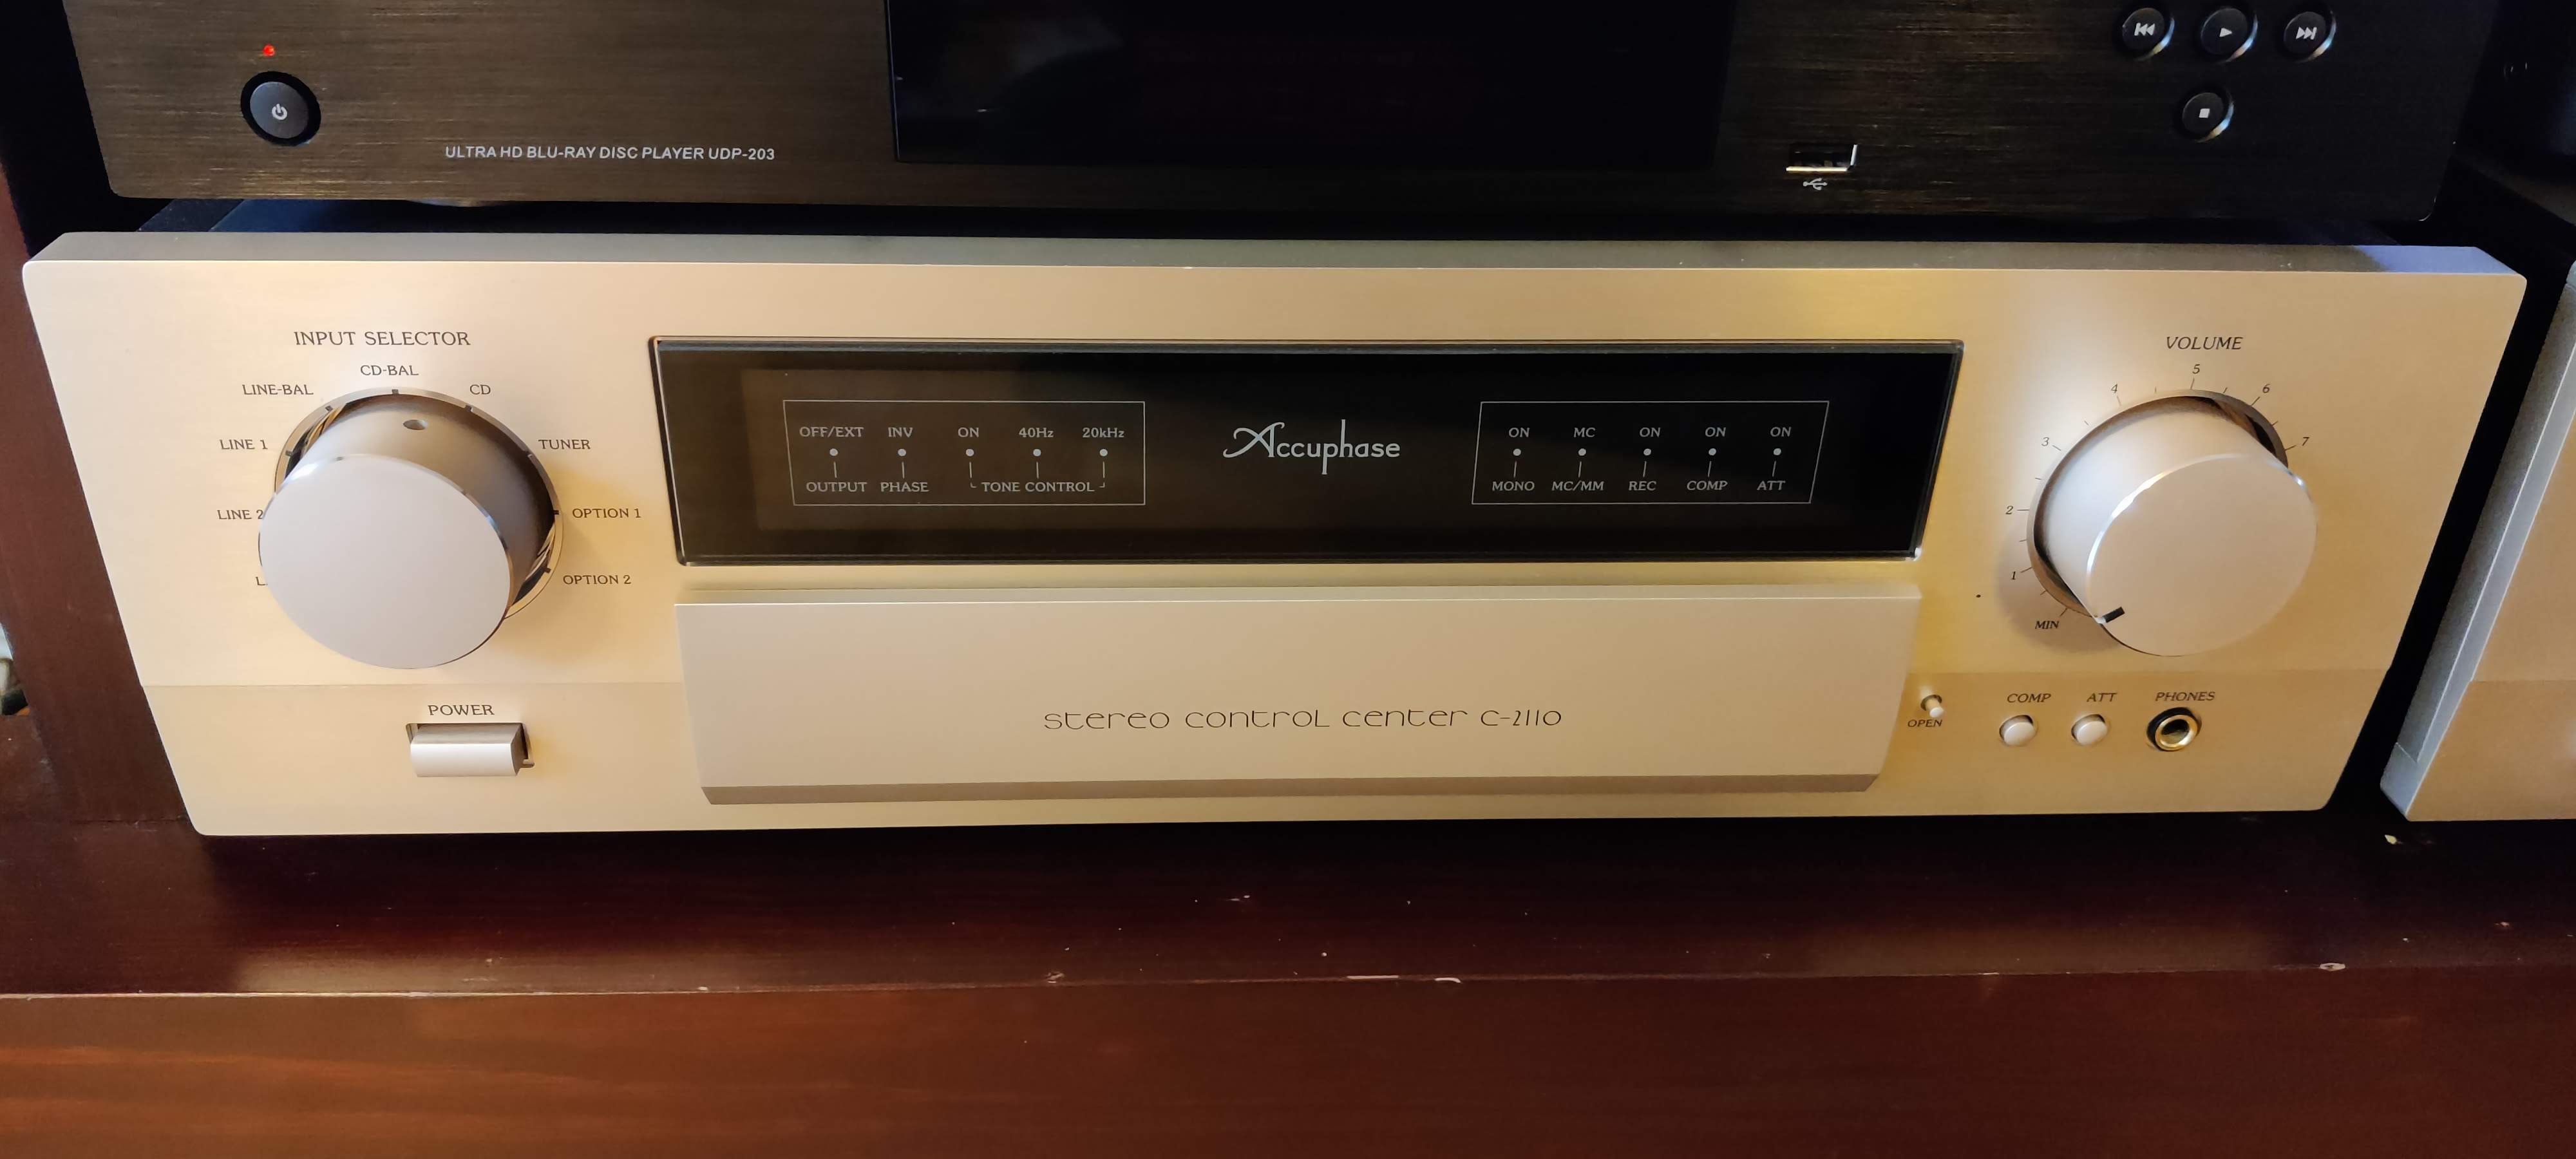 ULTRA HD BLU-RAY DISC PLAYER UDP-203
INPUT SELECTOR
CD-BAL
LINE-BAL
CD
LINE 1
TUNER
LINE 2
OPTION 1
OPTION 2
POWER
OFF/EXT INV ON 40Hz 20kHz
OUTPUT PHASE TONE CONTROL
Accuphase
ON MC ON ON ON
MONO MC/MM REC COMP ATT
stereo control center C-2110
VOLUME
5
4 6
3 7
2
1
MIN
OPEN
COMP ATT PHONES